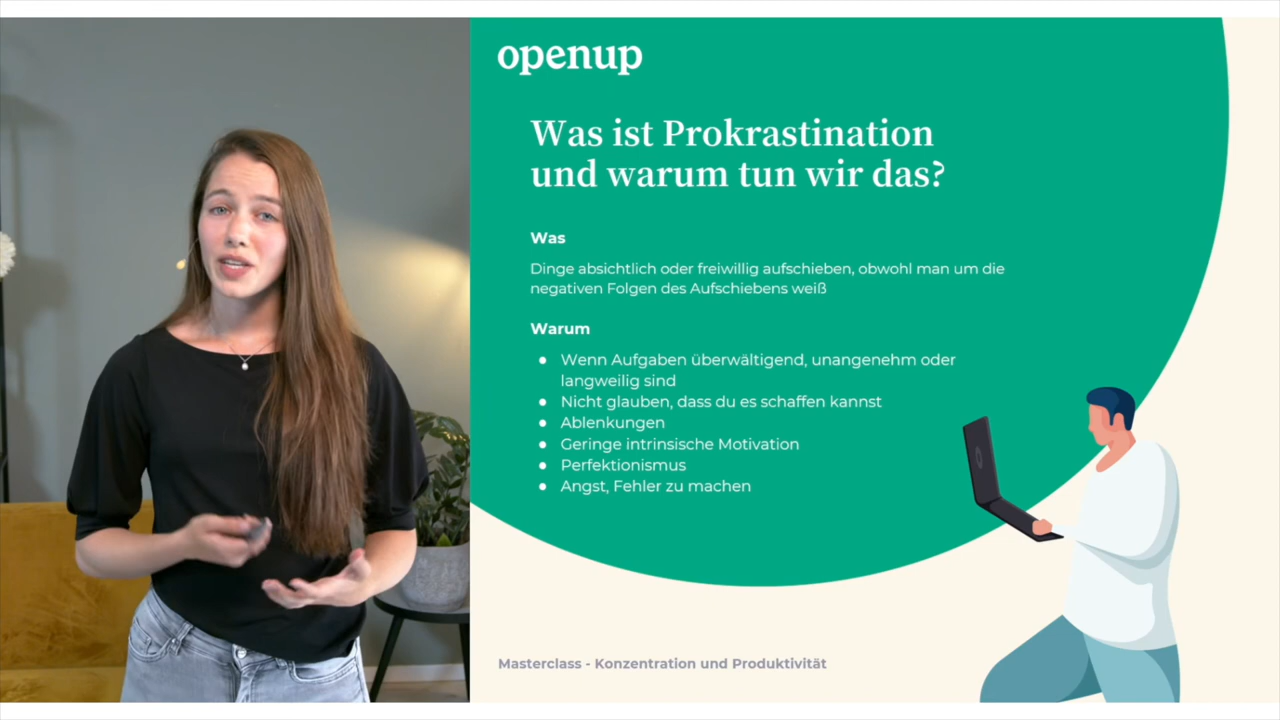 openup
Was ist Prokrastination
und warum tun wir das?
Was
Dinge absichtlich oder freiwillig aufschieben, obwohl man um die
negativen Folgen des Aufschiebens weiß
Warum
● Wenn Aufgaben überwältigend, unangenehm oder
langweilig sind
● Nicht glauben, dass du es schaffen kannst
● Ablenkungen
● Geringe intrinsische Motivation
● Perfektionismus
● Angst, Fehler zu machen
Masterclass - Konzentration und Produktivität